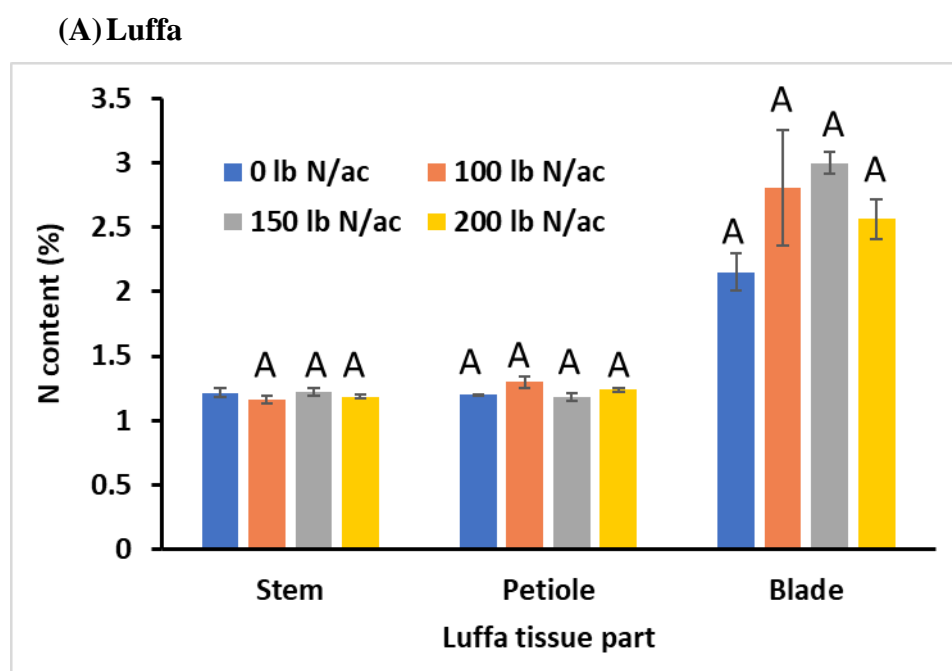 (A) Luffa
3.5
3
2.5
2
1.5
1
0.5
0
N content (%)
0 lb N/ac 100 lb N/ac
150 lb N/ac 200 lb N/ac
A A A
A A A A
A A A A
Stem Petiole Blade
Luffa tissue part